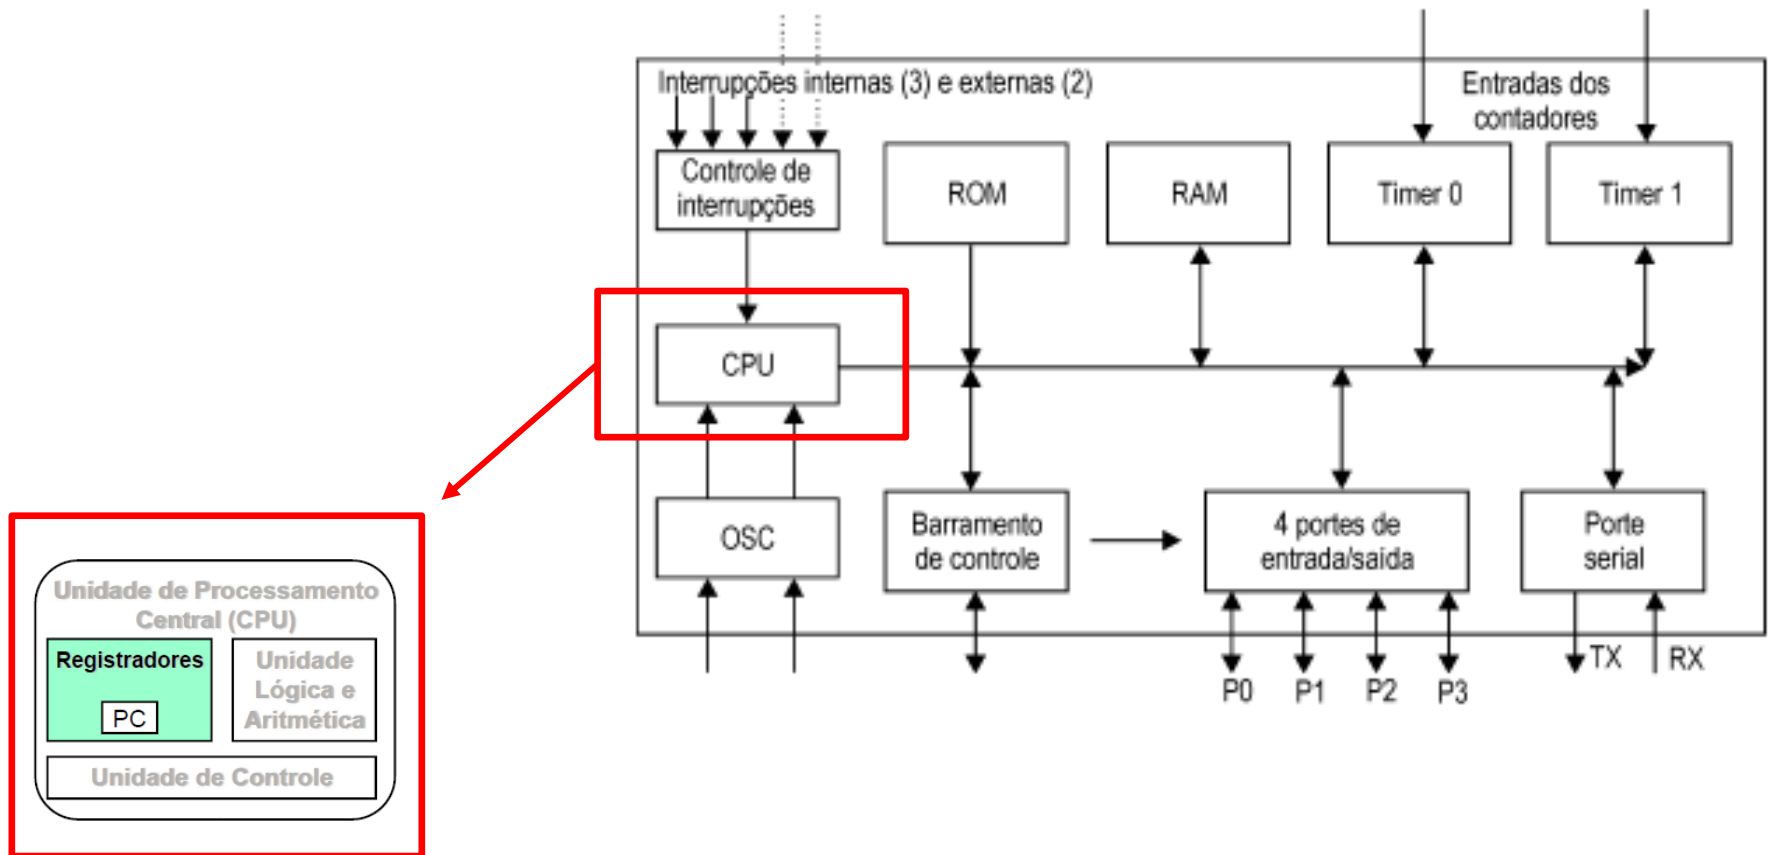 Interrupções internas (3) e externas (2)
Entradas dos
contadores
Controle de
interrupções
ROM
RAM
Timer 0
Timer 1
CPU
OSC
Barramento
de controle
4 portes de
entrada/saída
Porte
serial
TX
RX
P0
P1
P2
P3
Unidade de Processamento
Central (CPU)
Registradores
PC
Unidade
Lógica e
Aritmética
Unidade de Controle